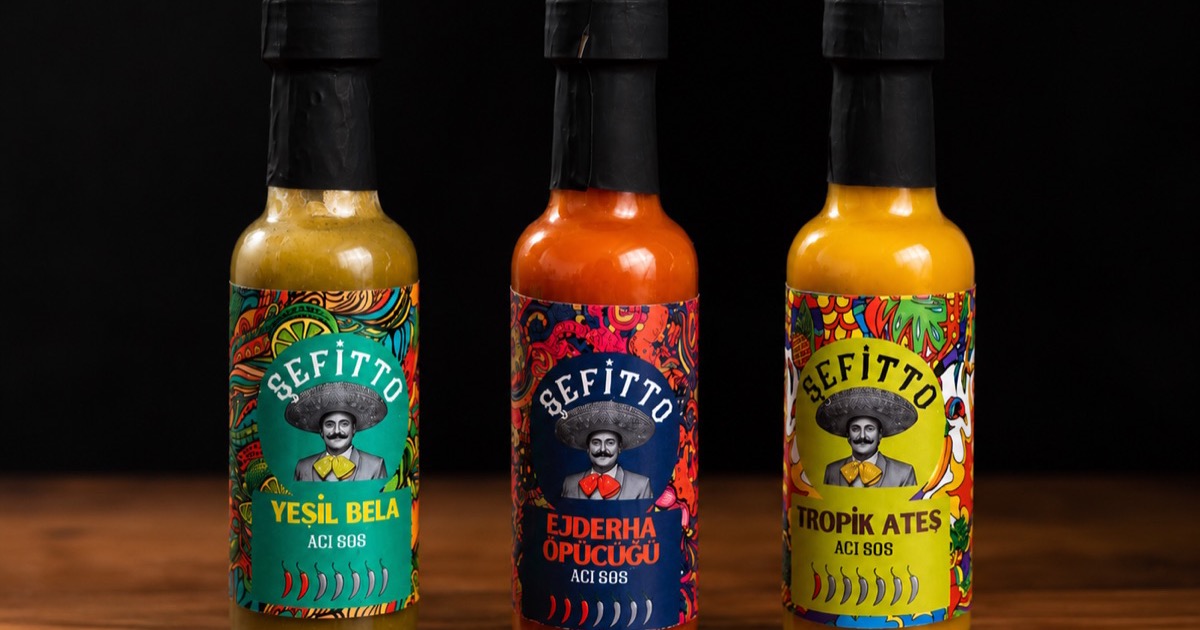 ŞEFİTTO
YEŞİL BELA
ACI SOS
ŞEFİTTO
EJDERHA
ÖPÜCÜĞÜ
ACI SOS
ŞEFİTTO
TROPİK ATEŞ
ACI SOS